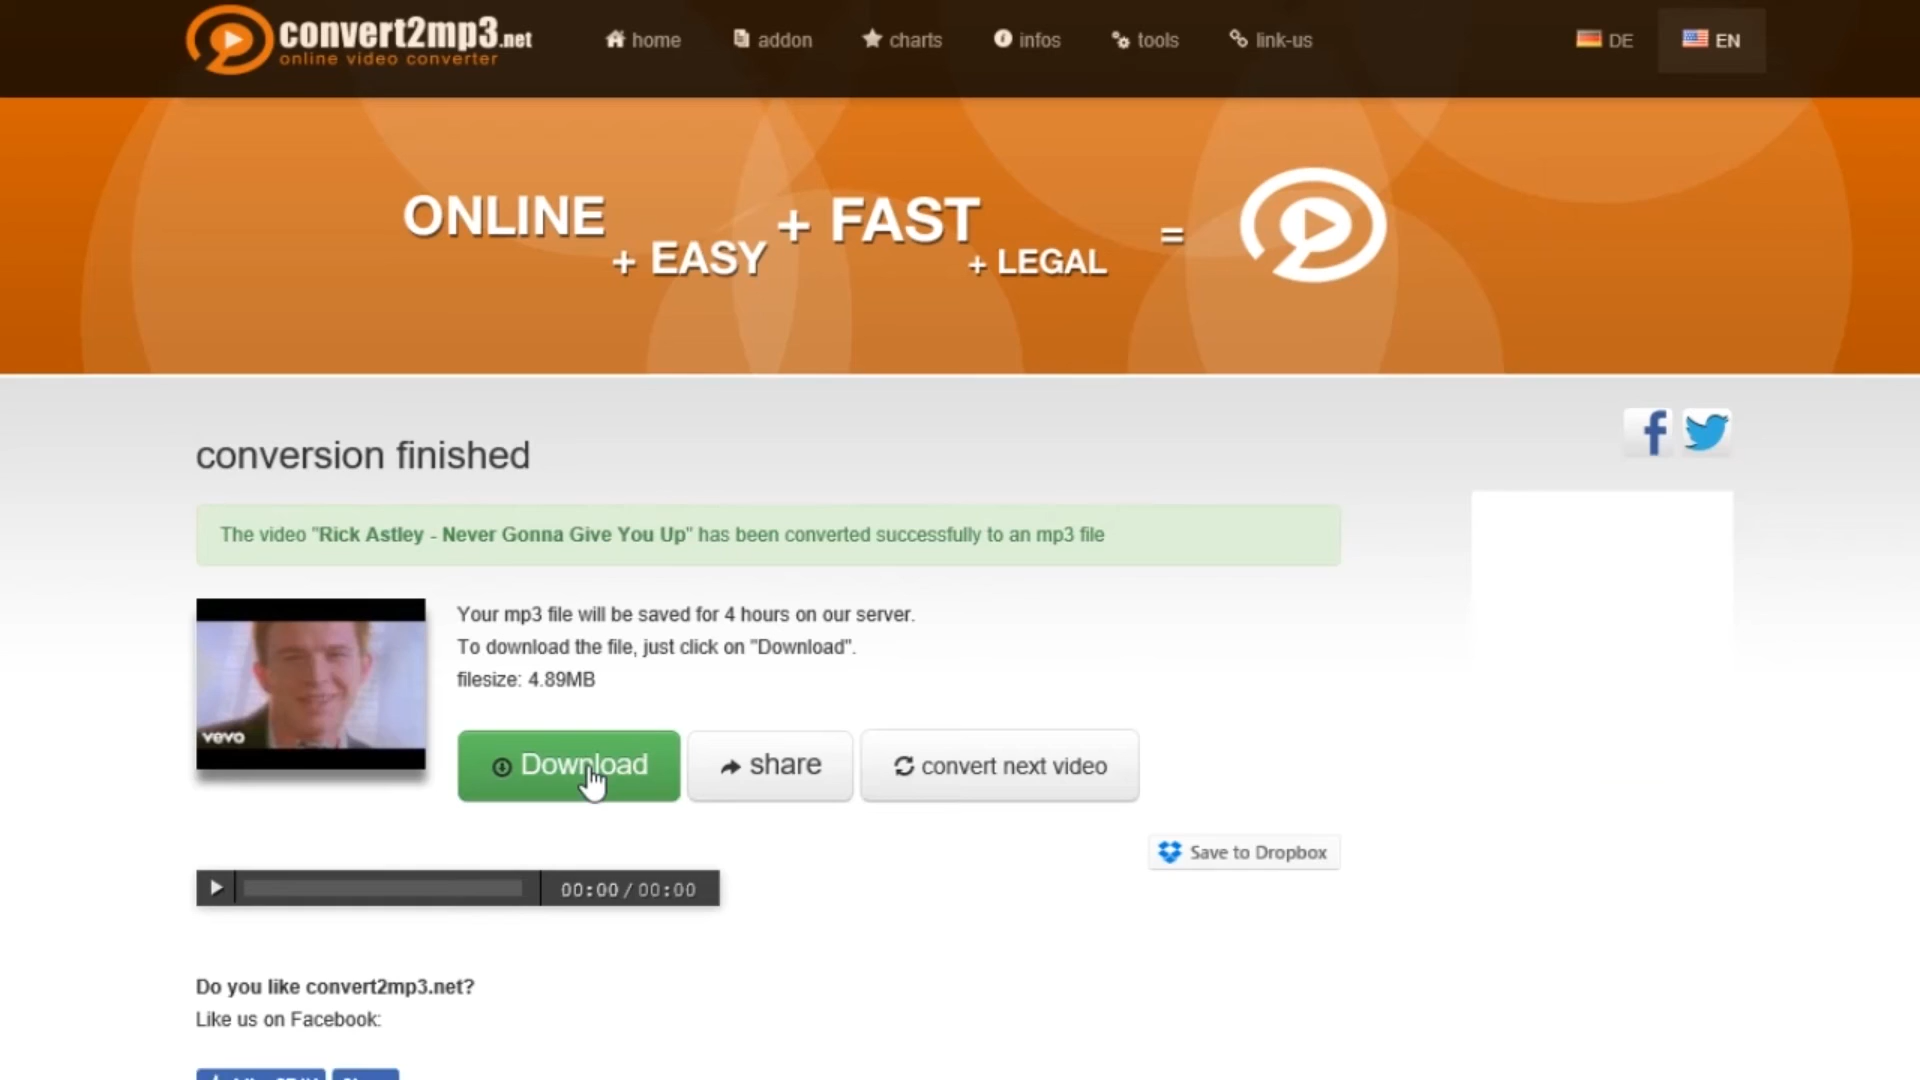 convert2mp3.net
online video converter
home
addon
charts
infos
tools
link-us
DE
EN
ONLINE
+ EASY
+ FAST
+ LEGAL
=
conversion finished
The video "Rick Astley - Never Gonna Give You Up" has been converted successfully to an mp3 file
Your mp3 file will be saved for 4 hours on our server.
To download the file, just click on "Download".
filesize: 4.89MB
vevo
Download
share
convert next video
Save to Dropbox
00:00 / 00:00
Do you like convert2mp3.net?
Like us on Facebook: